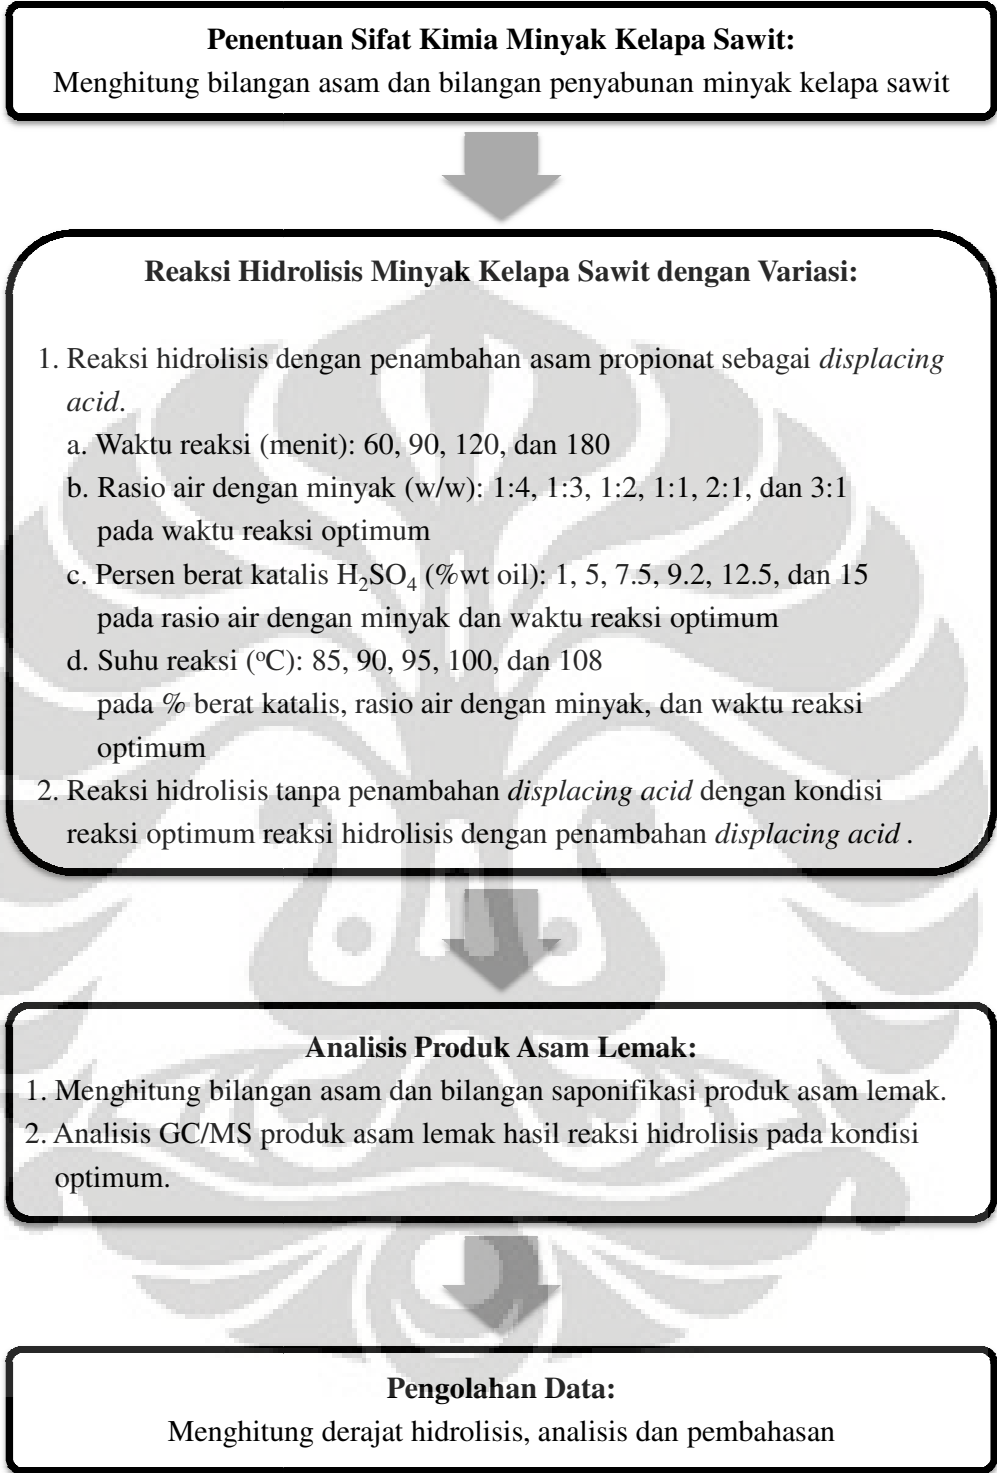 Penentuan Sifat Kimia Minyak Kelapa Sawit:
Menghitung bilangan asam dan bilangan penyabunan minyak kelapa sawit
Reaksi Hidrolisis Minyak Kelapa Sawit dengan Variasi:
1. Reaksi hidrolisis dengan penambahan asam propionat sebagai displacing
acid.
a. Waktu reaksi (menit): 60, 90, 120, dan 180
b. Rasio air dengan minyak (w/w): 1:4, 1:3, 1:2, 1:1, 2:1, dan 3:1
pada waktu reaksi optimum
c. Persen berat katalis H₂SO₄ (%wt oil): 1, 5, 7.5, 9.2, 12.5, dan 15
pada rasio air dengan minyak dan waktu reaksi optimum
d. Suhu reaksi (ºC): 85, 90, 95, 100, dan 108
pada % berat katalis, rasio air dengan minyak, dan waktu reaksi
optimum
2. Reaksi hidrolisis tanpa penambahan displacing acid dengan kondisi
reaksi optimum reaksi hidrolisis dengan penambahan displacing acid .
Analisis Produk Asam Lemak:
1. Menghitung bilangan asam dan bilangan saponifikasi produk asam lemak.
2. Analisis GC/MS produk asam lemak hasil reaksi hidrolisis pada kondisi
optimum.
Pengolahan Data:
Menghitung derajat hidrolisis, analisis dan pembahasan